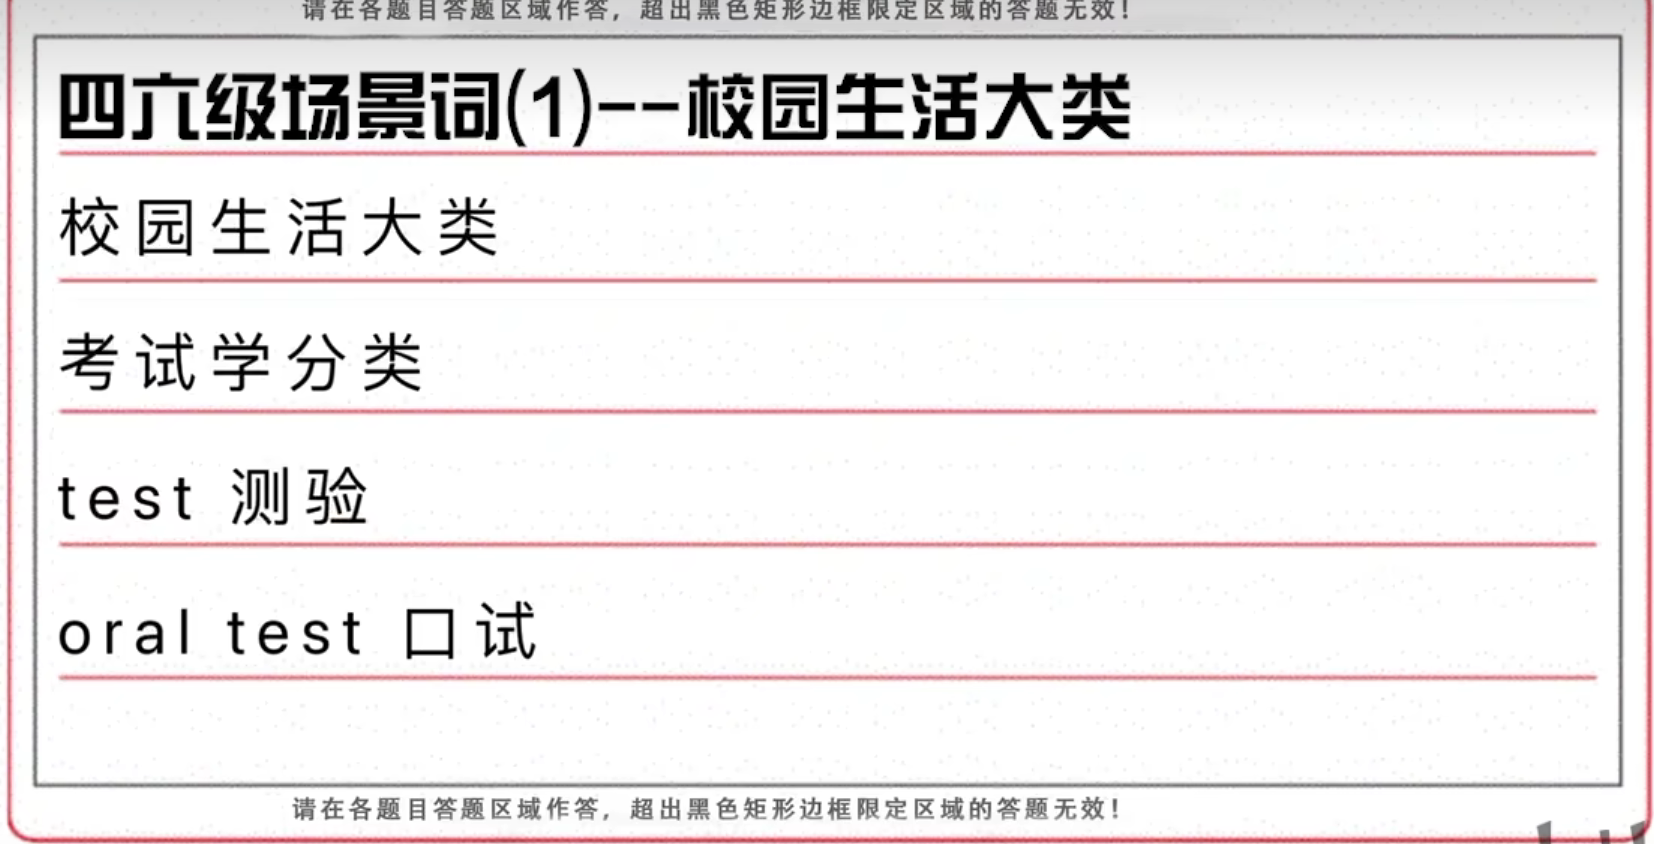 请在各题目答题区域作答，超出黑色矩形边框限定区域的答题无效！
四六级场景词(1)--校园生活大类
校园生活大类
考试学分类
test 测验
oral test 口试
请在各题目答题区域作答，超出黑色矩形边框限定区域的答题无效！